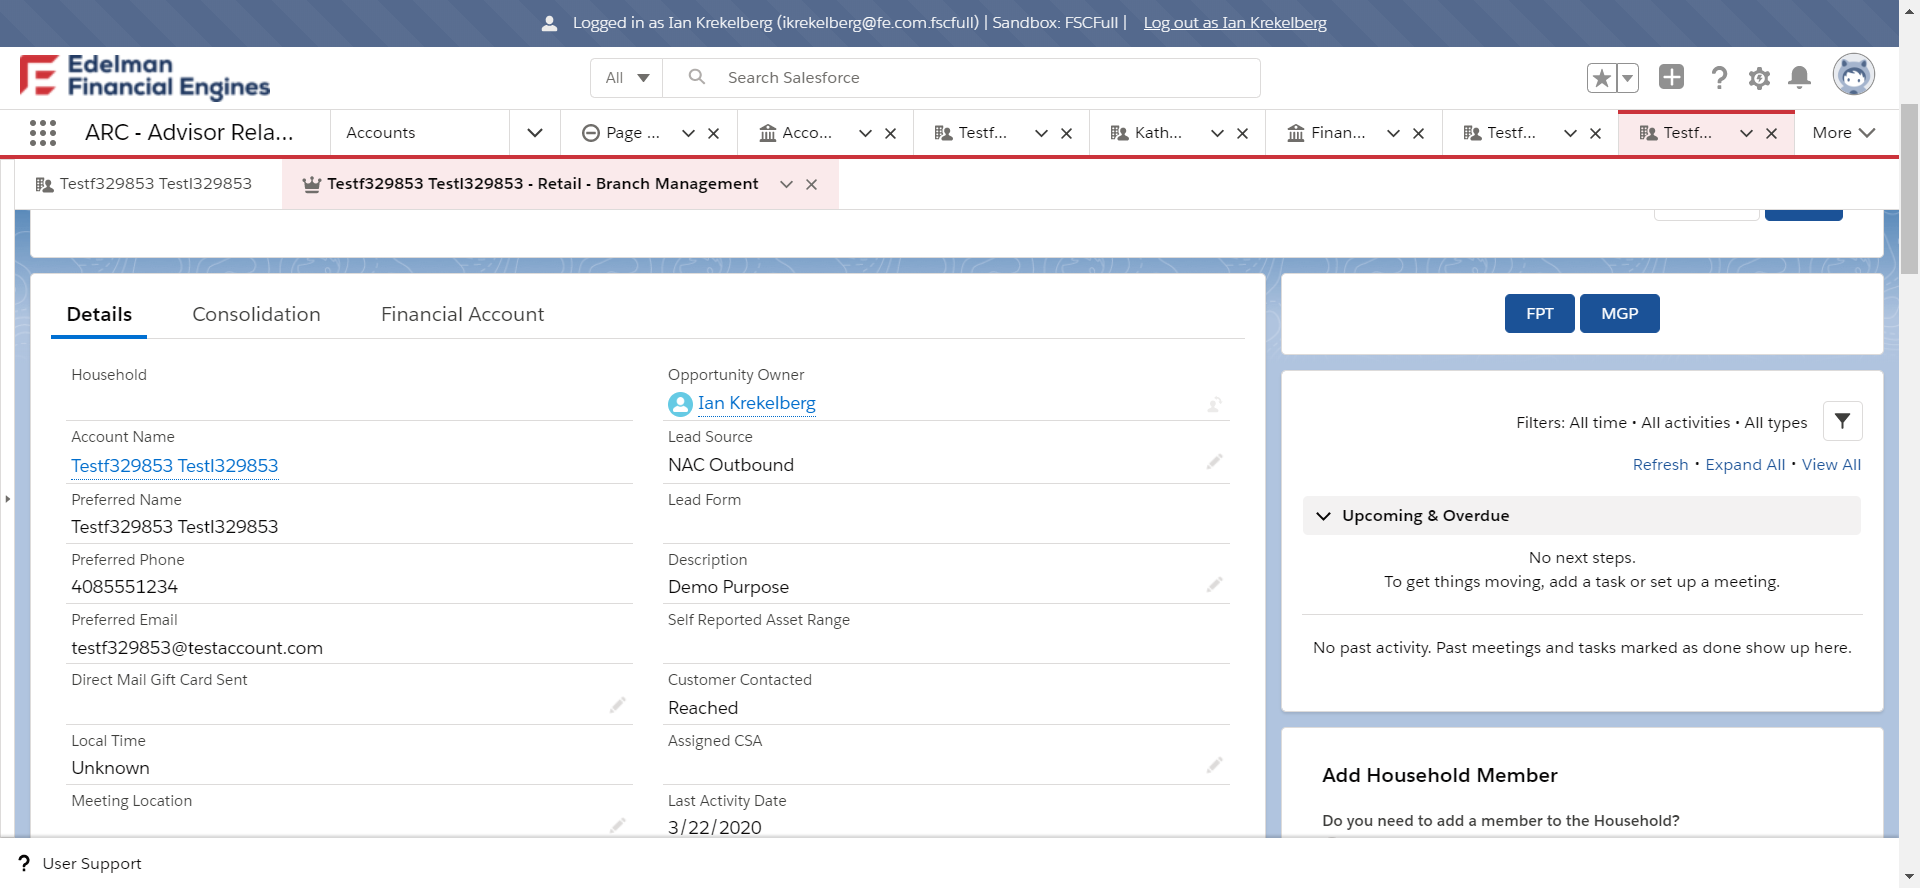 Logged in as Ian Krekelberg (ikrekelberg@fe.com.fscfull) | Sandbox: FSCFull | Log out as Ian Krekelberg
Edelman
Financial Engines
All
Search Salesforce
ARC - Advisor Rela...
Accounts
Page ...
Acco...
Testf...
Kath...
Finan...
Testf...
Testf...
More
Testf329853 Testl329853
Testf329853 Testl329853 - Retail - Branch Management
Details
Consolidation
Financial Account
FPT
MGP
Household
Opportunity Owner
Ian Krekelberg
Account Name
Testf329853 Testl329853
Lead Source
NAC Outbound
Preferred Name
Testf329853 Testl329853
Lead Form
Preferred Phone
4085551234
Description
Demo Purpose
Preferred Email
testf329853@testaccount.com
Self Reported Asset Range
Direct Mail Gift Card Sent
Customer Contacted
Reached
Local Time
Unknown
Assigned CSA
Meeting Location
Last Activity Date
3/22/2020
Filters: All time • All activities • All types
Refresh • Expand All • View All
Upcoming & Overdue
No next steps.
To get things moving, add a task or set up a meeting.
No past activity. Past meetings and tasks marked as done show up here.
Add Household Member
Do you need to add a member to the Household?
? User Support